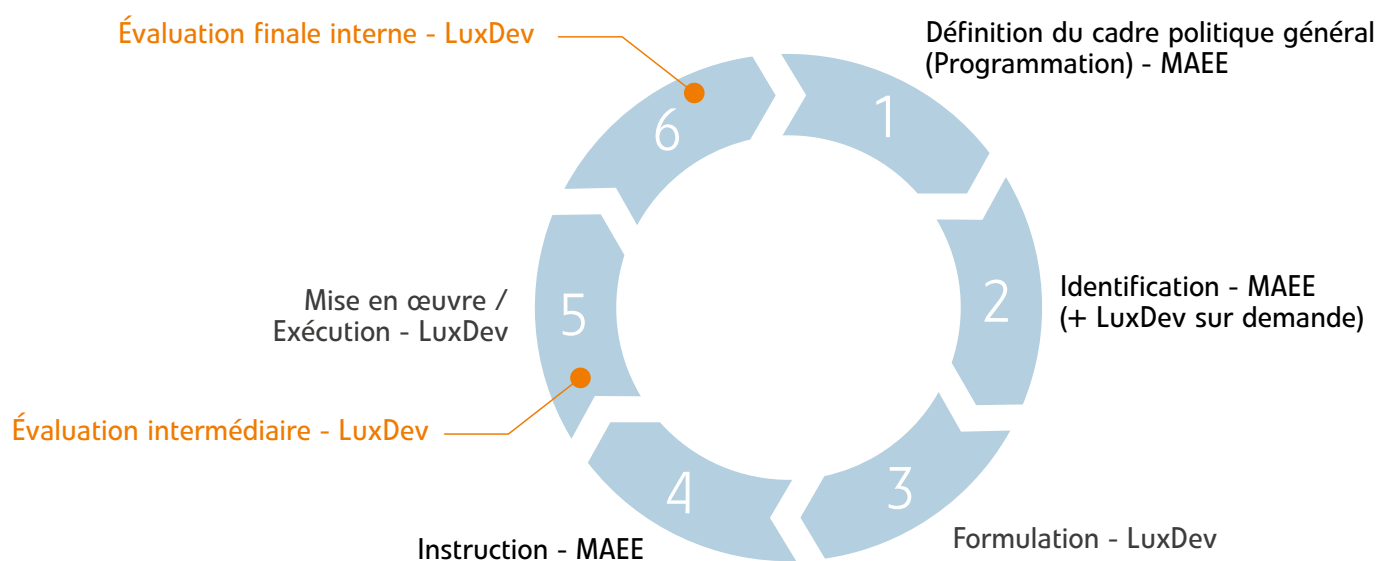 Évaluation finale interne - LuxDev
Définition du cadre politique général
(Programmation) - MAEE
6
1
Mise en œuvre /
Exécution - LuxDev
5
2
Identification - MAEE
(+ LuxDev sur demande)
Évaluation intermédiaire - LuxDev
4
3
Instruction - MAEE
Formulation - LuxDev